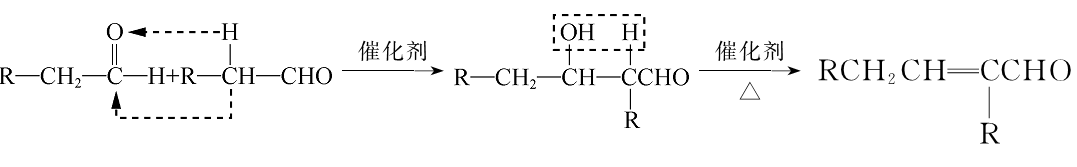 O H OH H
R—CH₂—C—H+R—CH—CHO 催化剂 R—CH₂—CH—CCHO 催化剂 △ RCH₂CH=CCHO
R R